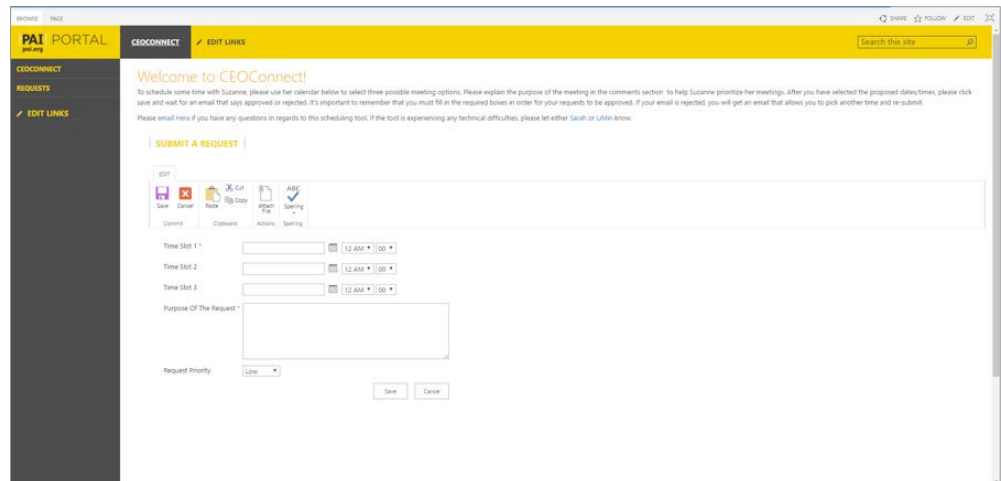 BROWSE PAGE
SHARE FOLLOW EDIT
PAI PORTAL
pai.org
CEOCONNECT EDIT LINKS
Search this site
CEOCONNECT
REQUESTS
EDIT LINKS
Welcome to CEOConnect!
To schedule some time with Suzanne, please use her calendar below to select three possible meeting options. Please explain the purpose of the meeting in the comments section to help Suzanne prioritize her meetings. After you have selected the proposed dates/times, please click
save and wait for an email that says approved or rejected. It's important to remember that you must fill in the required boxes in order for your requests to be approved. If your email is rejected, you will get an email that allows you to pick another time and re-submit.
Please email Hera if you have any questions in regards to this scheduling tool. If the tool is experiencing any technical difficulties, please let either Sarah or LiMin know.
SUBMIT A REQUEST
EDIT
Save Cancel Paste Cut Copy Attach File ABC Spelling
Commit Clipboard Actions Spelling
Time Slot 1 * 12 AM 00
Time Slot 2 12 AM 00
Time Slot 3 12 AM 00
Purpose Of The Request *
Request Priority Low
Save Cancel